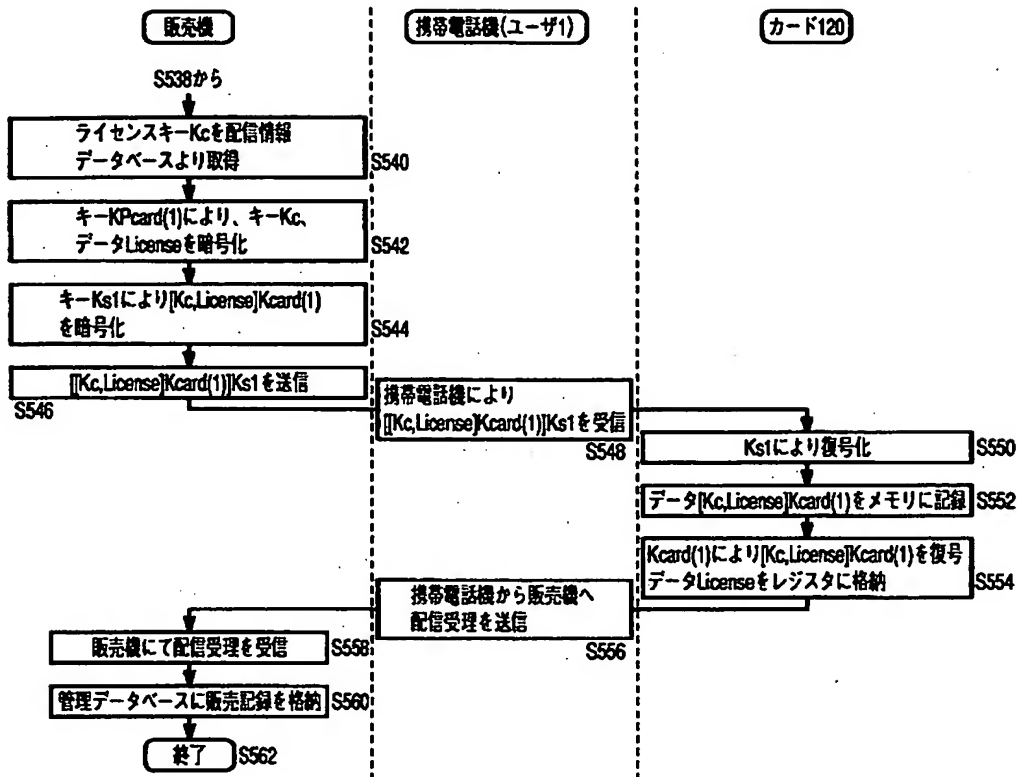 販売機
携帯電話機(ユーザ1)
カード120
S538から
ライセンスキーKcを配信情報
データベースより取得
S540
キーKPcard(1)により、キーKc、
データLicenseを暗号化
S542
キーKs1により[Kc,License]Kcard(1)
を暗号化
S544
[[Kc,License]Kcard(1)]Ks1を送信
S546
携帯電話機により
[[Kc,License]Kcard(1)]Ks1を受信
S548
Ks1により復号化
S550
データ[Kc,License]Kcard(1)をメモリに記録
S552
Kcard(1)により[Kc,License]Kcard(1)を復号
データLicenseをレジスタに格納
S554
携帯電話機から販売機へ
配信受理を送信
S556
販売機にて配信受理を受信
S558
管理データベースに販売記録を格納
S560
終了
S562